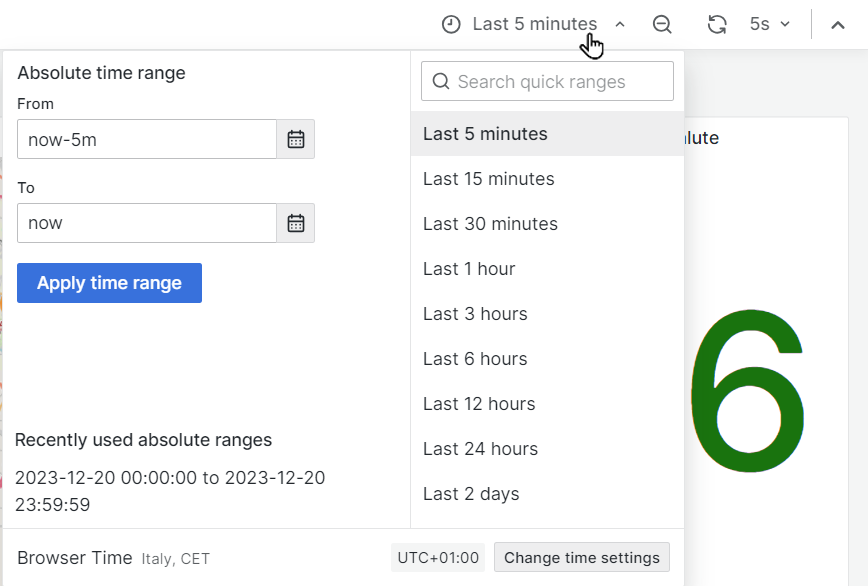 Last 5 minutes
5s
Absolute time range
From
now-5m
To
now
Apply time range
Recently used absolute ranges
2023-12-20 00:00:00 to 2023-12-20
23:59:59
Search quick ranges
Last 5 minutes
Last 15 minutes
Last 30 minutes
Last 1 hour
Last 3 hours
Last 6 hours
Last 12 hours
Last 24 hours
Last 2 days
6
Browser Time Italy, CET
UTC+01:00
Change time settings